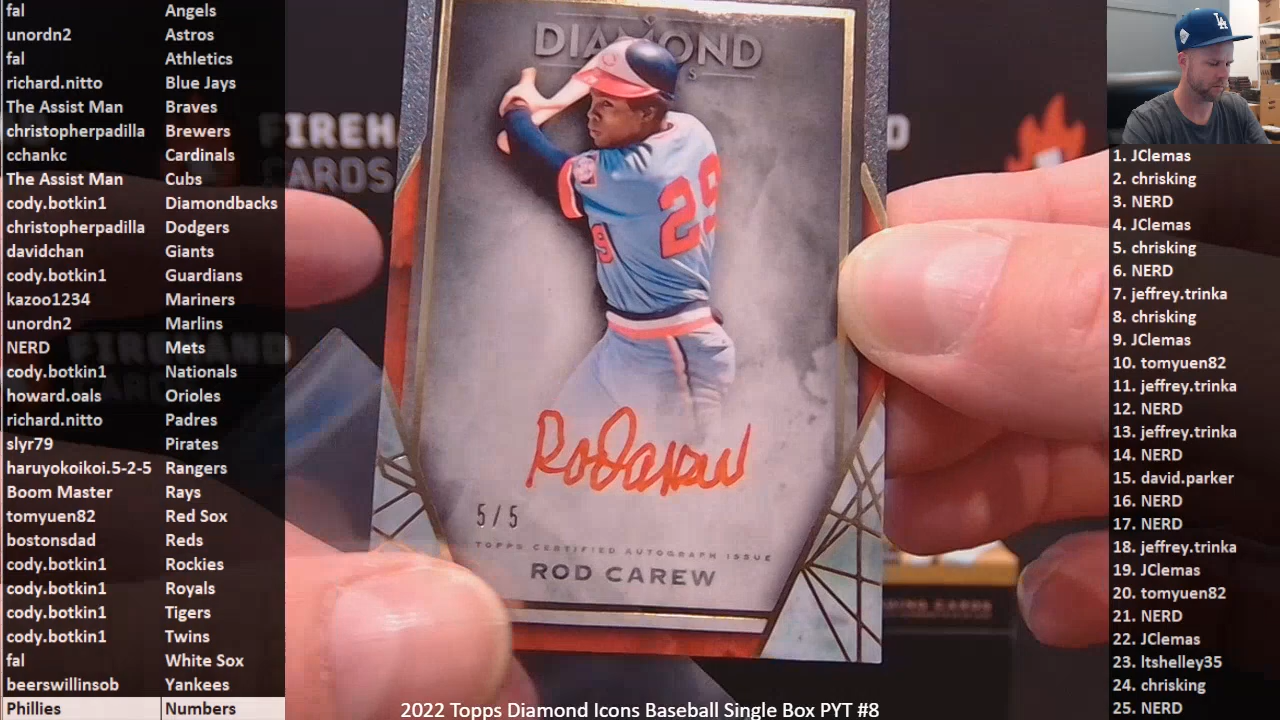 fal Angels
unordn2 Astros
fal Athletics
richard.nitto Blue Jays
The Assist Man Braves
christopherpadilla Brewers
cchankc Cardinals
The Assist Man Cubs
cody.botkin1 Diamondbacks
christopherpadilla Dodgers
davidchan Giants
cody.botkin1 Guardians
kazoo1234 Mariners
unordn2 Marlins
NERD Mets
cody.botkin1 Nationals
howard.oals Orioles
richard.nitto Padres
slyr79 Pirates
haruyokoikoi.5-2-5 Rangers
Boom Master Rays
tomyuen82 Red Sox
bostonsdad Reds
cody.botkin1 Rockies
cody.botkin1 Royals
cody.botkin1 Tigers
cody.botkin1 Twins
fal White Sox
beerswillinsob Yankees
Phillies Numbers
FIREHAND
CARDS
DIAMOND
29
Rod Carew
5/5
TOPPS CERTIFIED AUTOGRAPH ISSUE
ROD CAREW
2022 Topps Diamond Icons Baseball Single Box PYT #8
LA
1. JClemas
2. chrisking
3. NERD
4. JClemas
5. chrisking
6. NERD
7. jeffrey.trinka
8. chrisking
9. JClemas
10. tomyuen82
11. jeffrey.trinka
12. NERD
13. jeffrey.trinka
14. NERD
15. david.parker
16. NERD
17. NERD
18. jeffrey.trinka
19. JClemas
20. tomyuen82
21. NERD
22. JClemas
23. ltshelley35
24. chrisking
25. NERD